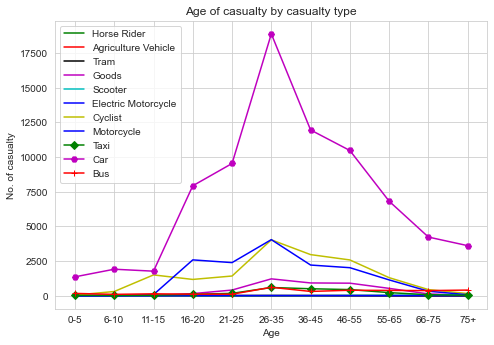 Age of casualty by casualty type
Horse Rider
Agriculture Vehicle
Tram
Goods
Scooter
Electric Motorcycle
Cyclist
Motorcycle
Taxi
Car
Bus
No. of casualty
17500
15000
12500
10000
7500
5000
2500
0
0-5 6-10 11-15 16-20 21-25 26-35 36-45 46-55 55-65 66-75 75+
Age